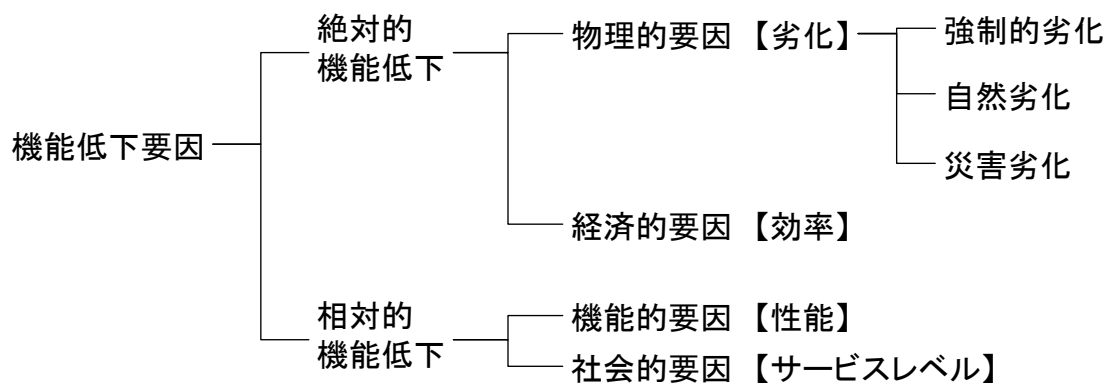 機能低下要因
絶対的
機能低下
物理的要因【劣化】
強制的劣化
自然劣化
災害劣化
経済的要因【効率】
相対的
機能低下
機能的要因【性能】
社会的要因【サービスレベル】